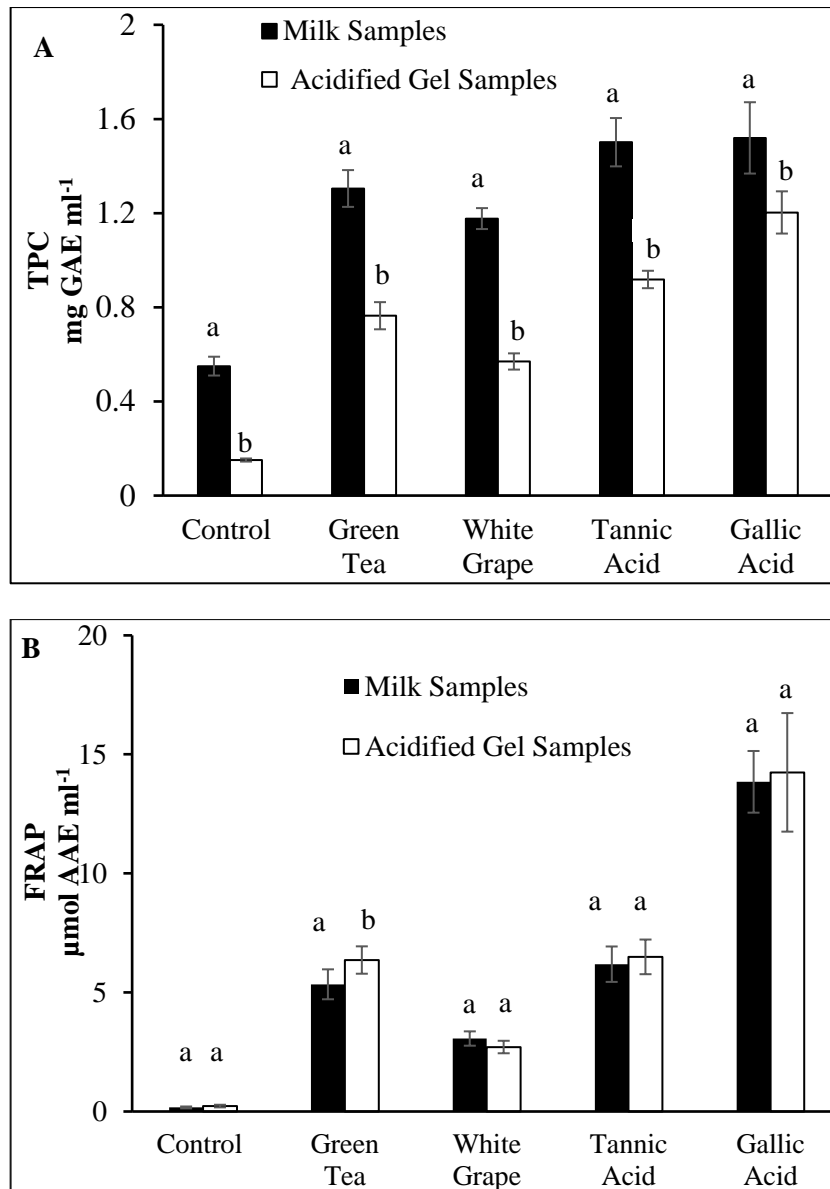 A
2
1.6
1.2
0.8
0.4
0
TPC
mg GAE ml-1
Milk Samples
Acidified Gel Samples
a
b
a
b
a
b
a
b
a
b
Control
Green
Tea
White
Grape
Tannic
Acid
Gallic
Acid
B
20
15
10
5
0
FRAP
µmol AAE ml-1
Milk Samples
Acidified Gel Samples
a
a
a
b
a
a
a
a
a
a
Control
Green
Tea
White
Grape
Tannic
Acid
Gallic
Acid